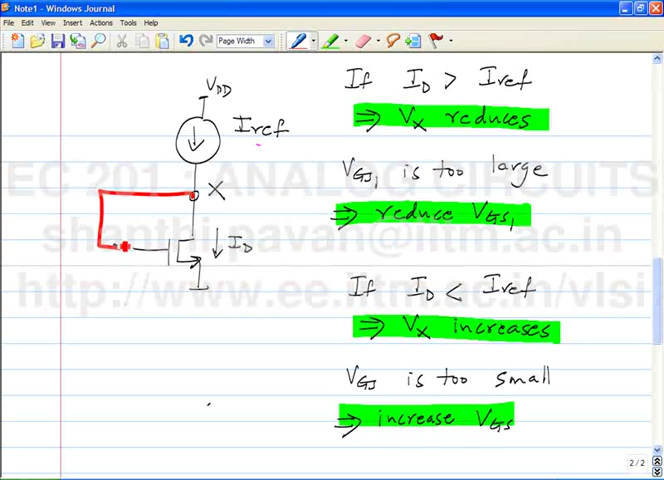 Note1 - Windows Journal
File Edit View Insert Actions Tools Help
Page Width
VDD
Iref
X
ID
If ID > Iref
⇒ Vx reduces
VGS1 is too large
⇒ reduce VGS1
If ID < Iref
⇒ Vx increases
VGS is too small
⇒ increase VGS
EC 201 ANALOG CIRCUITS
shanthi.pavan@iitm.ac.in
http://www.ee.iitm.ac.in/vlsi
2 / 2